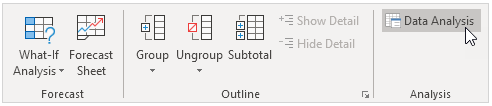 What-If Analysis
Forecast Sheet
Forecast
Group
Ungroup
Subtotal
Show Detail
Hide Detail
Outline
Data Analysis
Analysis